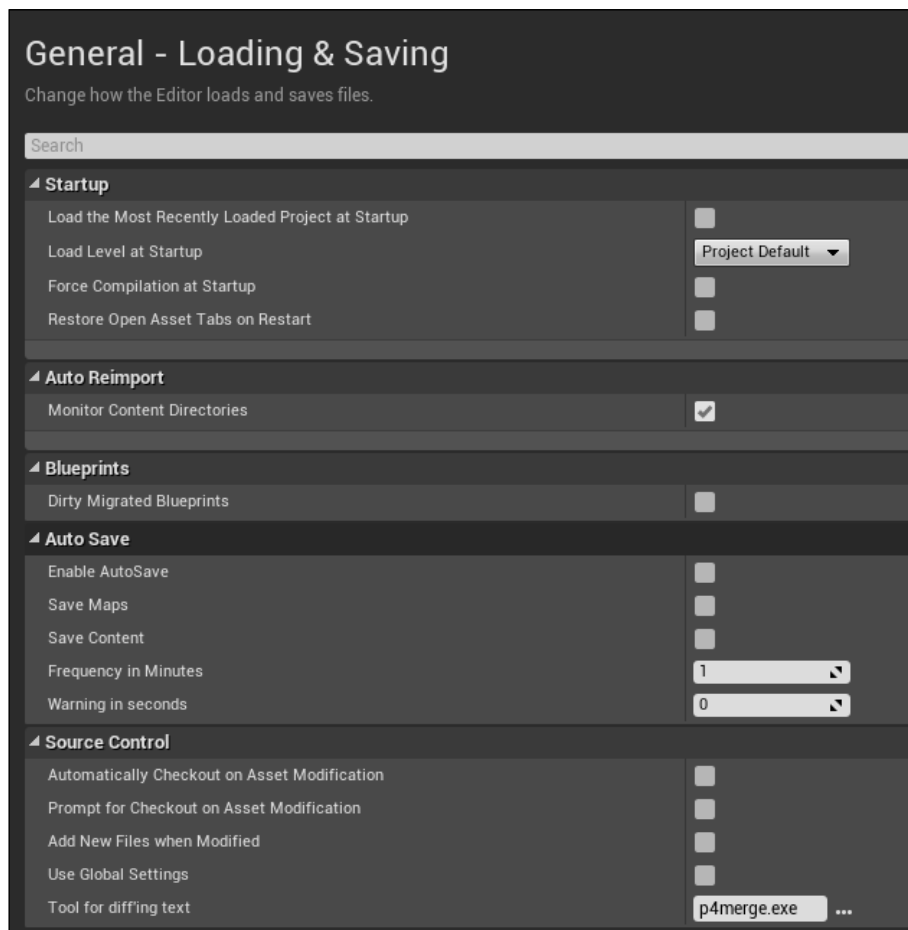 General - Loading & Saving
Change how the Editor loads and saves files.
Search
Startup
Load the Most Recently Loaded Project at Startup
Load Level at Startup Project Default
Force Compilation at Startup
Restore Open Asset Tabs on Restart
Auto Reimport
Monitor Content Directories
Blueprints
Dirty Migrated Blueprints
Auto Save
Enable AutoSave
Save Maps
Save Content
Frequency in Minutes 1
Warning in seconds 0
Source Control
Automatically Checkout on Asset Modification
Prompt for Checkout on Asset Modification
Add New Files when Modified
Use Global Settings
Tool for diff'ing text p4merge.exe ...